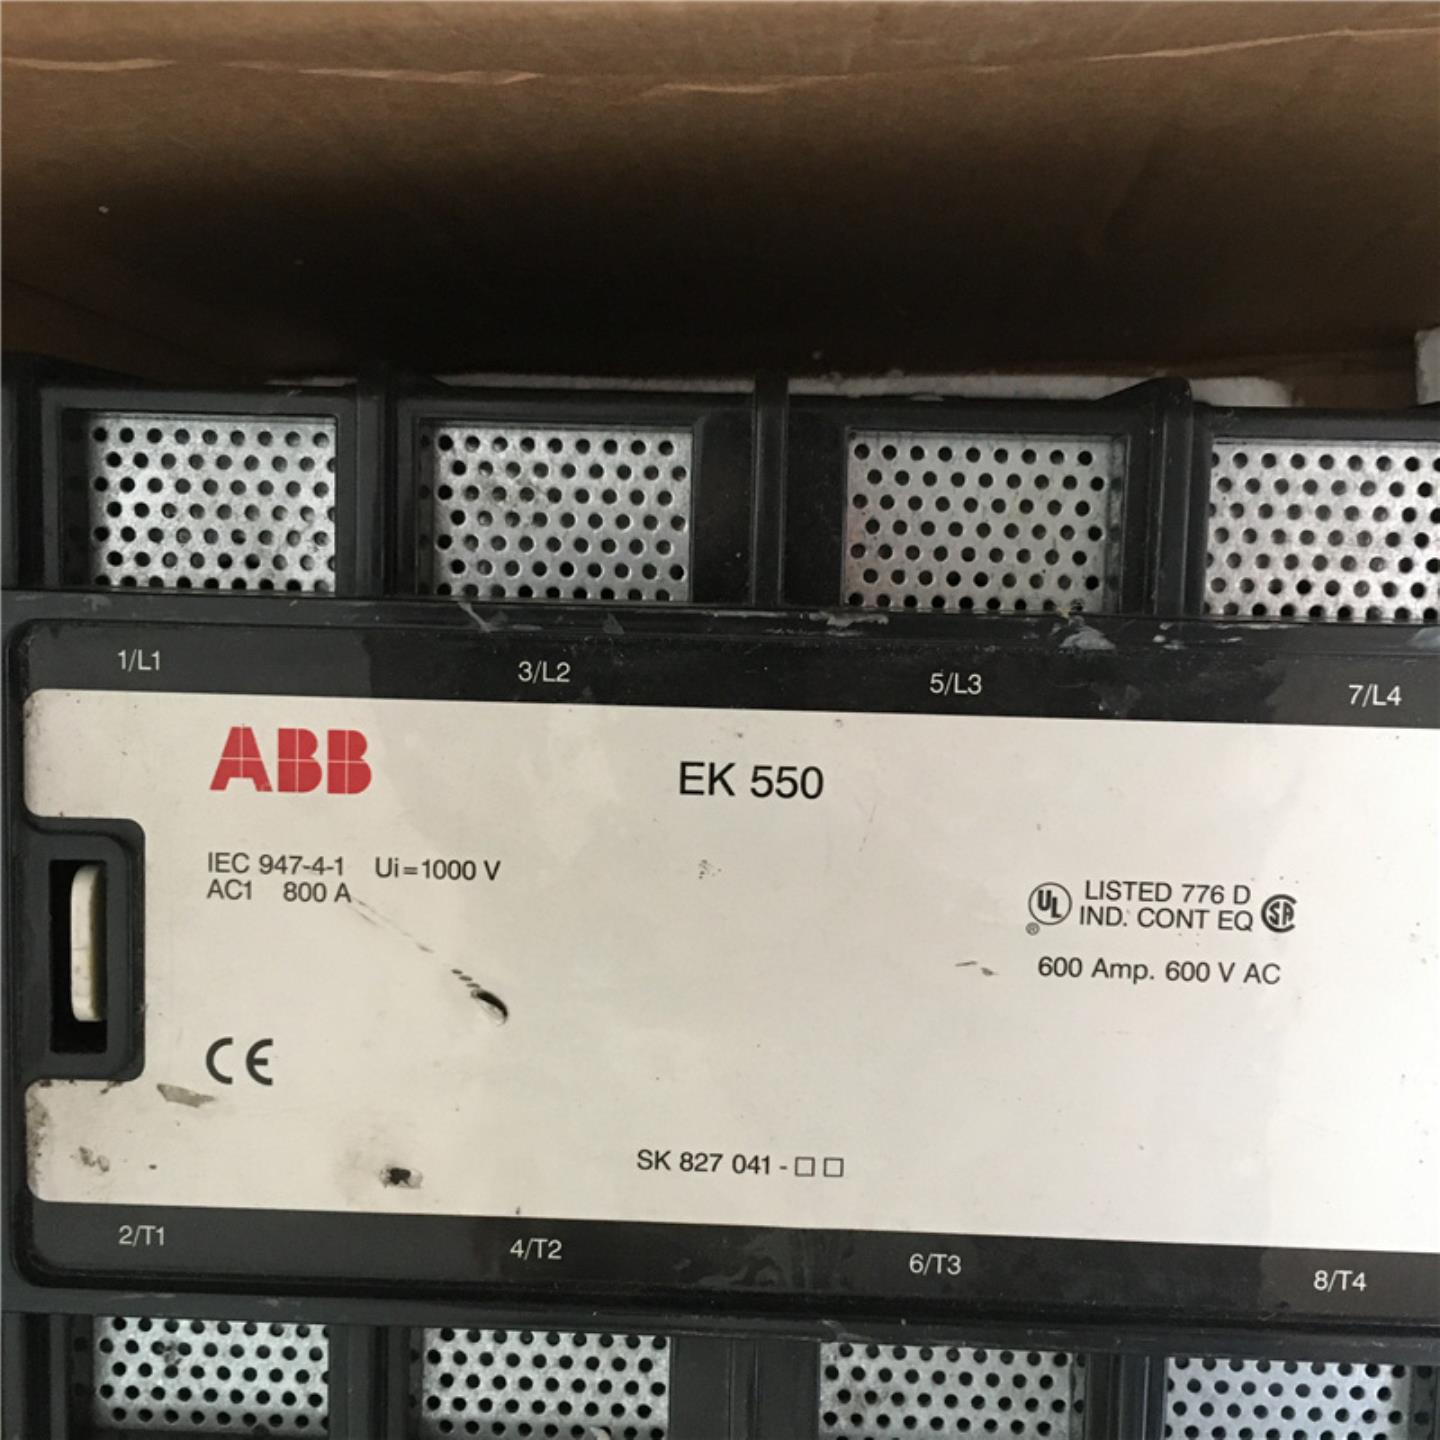 1/L1 3/L2 5/L3 7/L4
ABB
EK 550
IEC 947-4-1 Ui=1000 V
AC1 800 A
UL ® LISTED 776 D
IND. CONT EQ SA
600 Amp. 600 V AC
CE
SK 827 041 - □ □
2/T1 4/T2 6/T3 8/T4